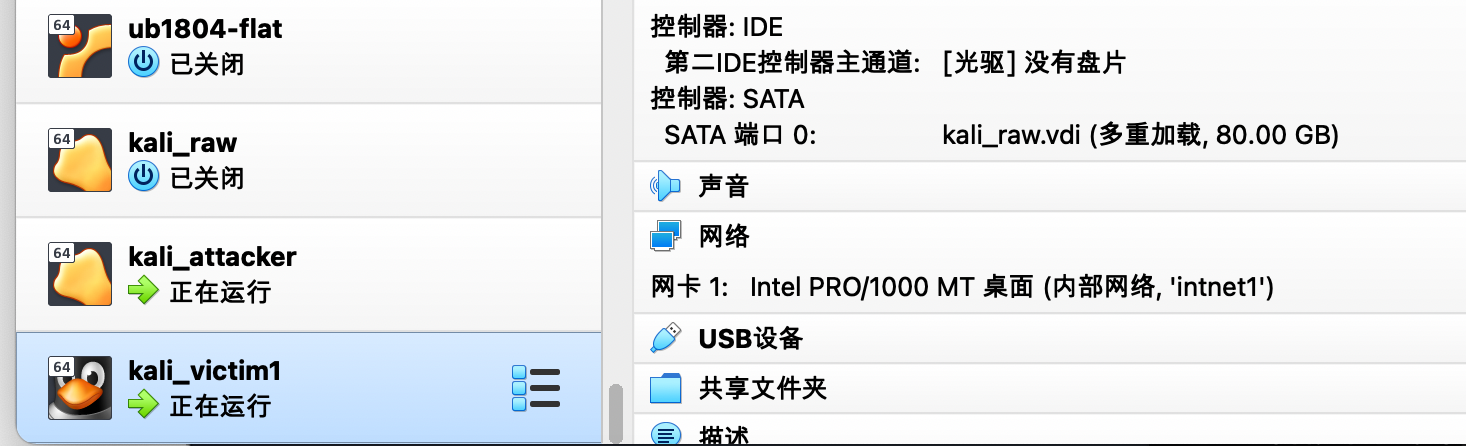 64
ub1804-flat
已关闭
64
kali_raw
已关闭
64
kali_attacker
正在运行
64
kali_victim1
正在运行
控制器: IDE
第二IDE控制器主通道: [光驱] 没有盘片
控制器: SATA
SATA 端口 0: kali_raw.vdi (多重加载, 80.00 GB)
声音
网络
网卡 1: Intel PRO/1000 MT 桌面 (内部网络, 'intnet1')
USB设备
共享文件夹
描述